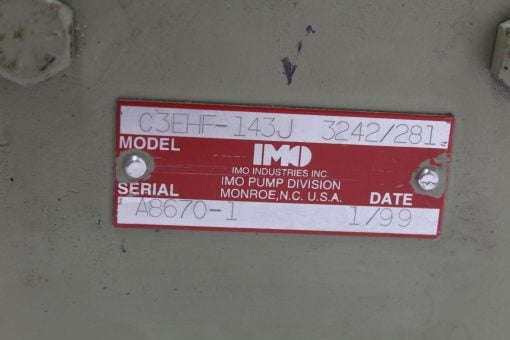 C3EHF-143J 3242/281.
MODEL
IMO
IMO INDUSTRIES INC.
IMO PUMP DIVISION
MONROE, N.C. U.S.A.
SERIAL
DATE
A8670-1
1/99